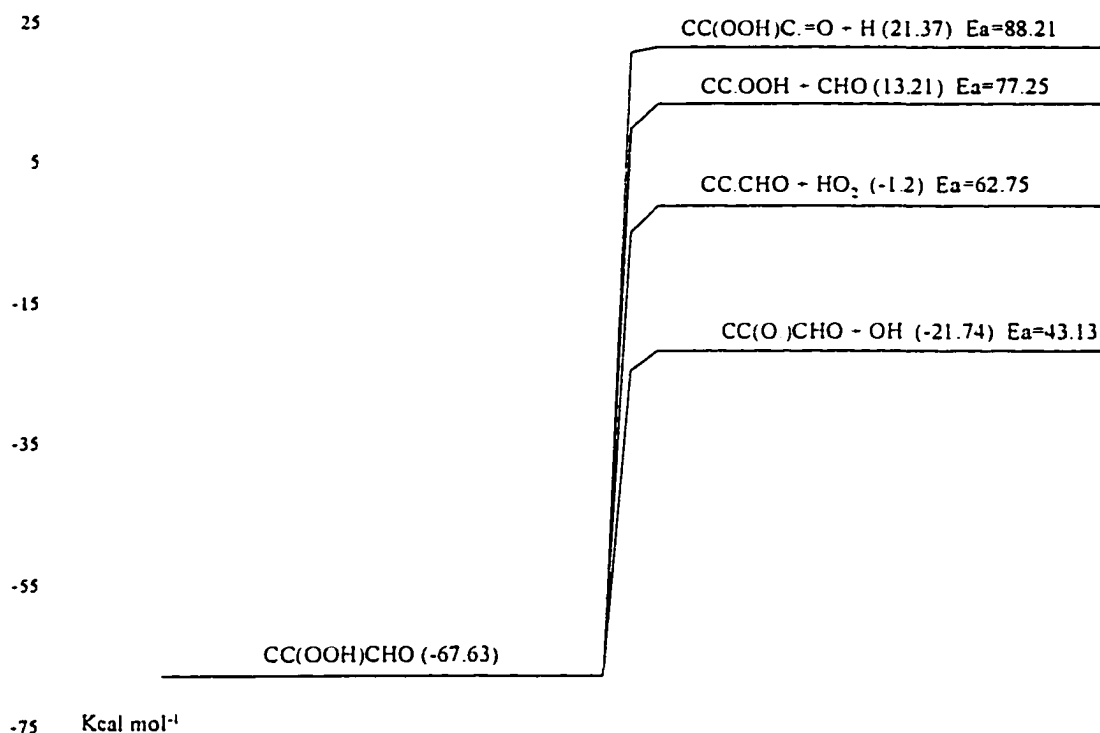 25
CC(OOH)C.=O + H (21.37) Ea=88.21
CC.OOH + CHO (13.21) Ea=77.25
5
CC.CHO + HO₂ (-1.2) Ea=62.75
-15
CC(O.)CHO + OH (-21.74) Ea=43.13
-35
-55
CC(OOH)CHO (-67.63)
-75 Kcal mol⁻¹